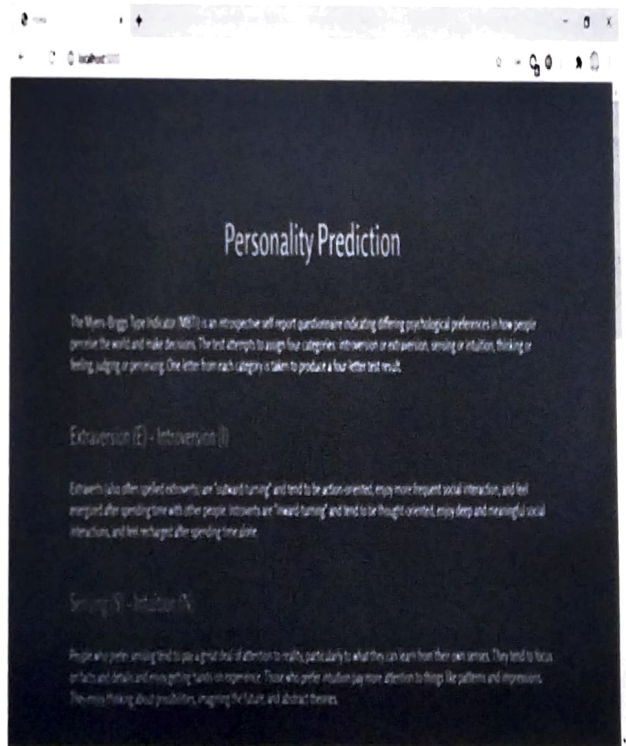 localhost:5000
Personality Prediction
The Myers-Briggs Type Indicator (MBTI) is an introspective self report questionnaire indicating differing psychological preferences in how people
perceive the world and make decisions. The test attempts to assign four categories: introversion or extraversion, sensing or intuition, thinking or
feeling, judging or perceiving. One letter from each category is taken to produce a four letter test result.
Extraversion (E) - Introversion (I)
Extraverts (also often spelled extroverts) are "outward turning" and tend to be action-oriented, enjoy more frequent social interaction, and feel
energized after spending time with other people. Introverts are "inward turning" and tend to be thought oriented, enjoy deep and meaningful social
interactions, and feel recharged after spending time alone.
Sensing (S) - Intuition (N)
People who prefer sensing tend to pay a great deal of attention to reality, particularly to what they can learn from their own senses. They tend to focus
on facts and details and enjoy getting hands on experience. Those who prefer intuition pay more attention to things like patterns and impressions.
They enjoy thinking about possibilities, imagining the future, and abstract theories.